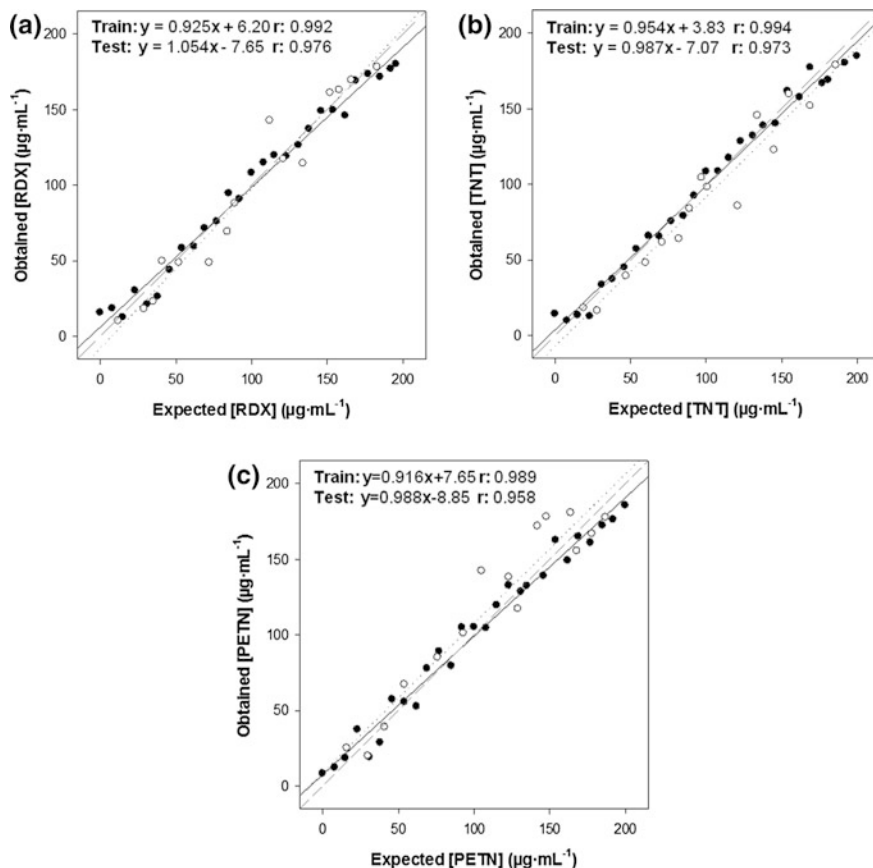 (a)
Train: y = 0.925x + 6.20 r: 0.992
Test: y = 1.054x - 7.65 r: 0.976
200
150
100
50
0
Obtained [RDX] (µg·mL⁻¹)
0 50 100 150 200
Expected [RDX] (µg·mL⁻¹)
(b)
Train: y = 0.954x + 3.83 r: 0.994
Test: y = 0.987x - 7.07 r: 0.973
200
150
100
50
0
Obtained [TNT] (µg·mL⁻¹)
0 50 100 150 200
Expected [TNT] (µg·mL⁻¹)
(c)
Train: y=0.916x+7.65 r: 0.989
Test: y=0.988x-8.85 r: 0.958
200
150
100
50
0
Obtained [PETN] (µg·mL⁻¹)
0 50 100 150 200
Expected [PETN] (µg·mL⁻¹)